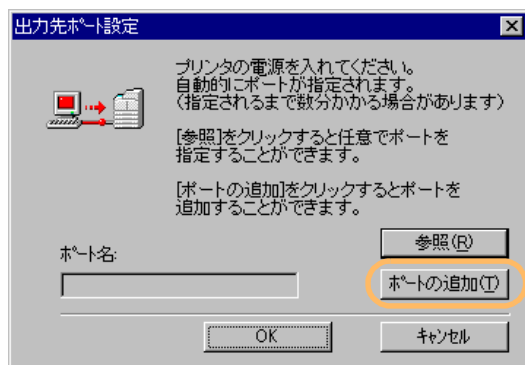 出力先ﾎﾟｰﾄ設定
プリンタの電源を入れてください。
自動的にポートが指定されます。
（指定されるまで数分かかる場合があります）
[参照]をクリックすると任意でポートを
指定することができます。
[ポートの追加]をクリックするとポートを
追加することができます。
参照(R)
ﾎﾟｰﾄ名:
ﾎﾟｰﾄの追加(T)
OK
ｷｬﾝｾﾙ